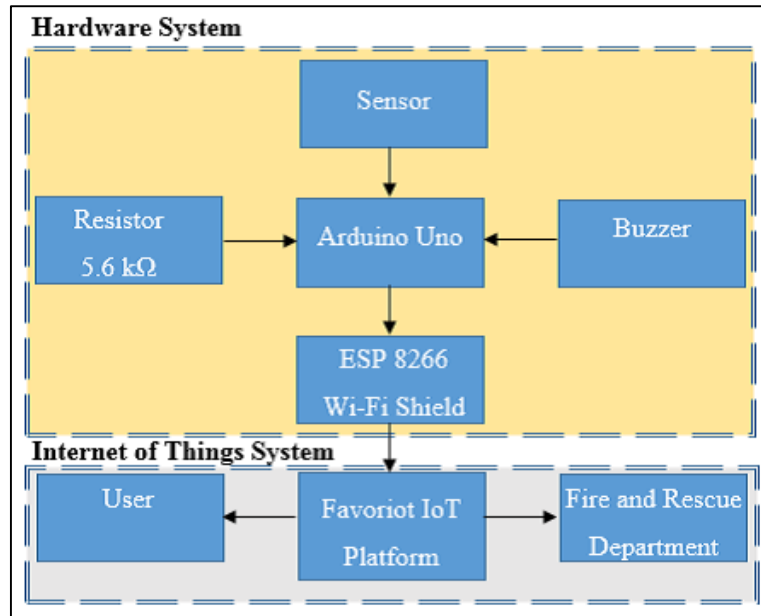 Hardware System
Sensor
Resistor
5.6 kΩ
Arduino Uno
Buzzer
ESP 8266
Wi-Fi Shield
Internet of Things System
User
Favoriot IoT
Platform
Fire and Rescue
Department